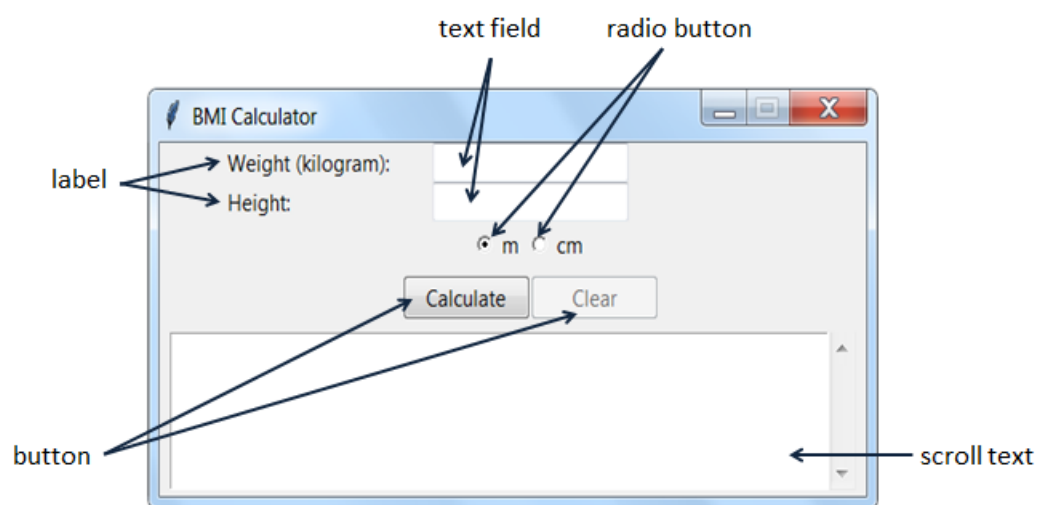 text field radio button
BMI Calculator X
Weight (kilogram):
label
Height:
m cm
Calculate Clear
button
scroll text